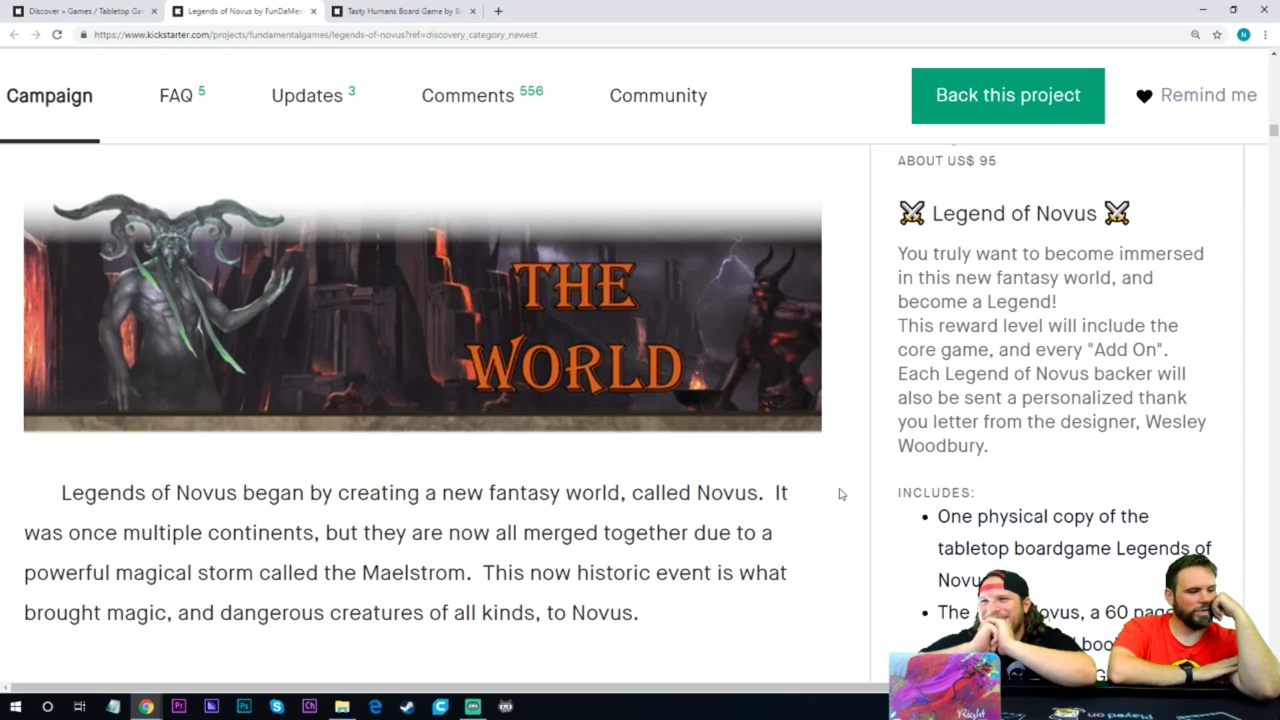 Discover » Games / Tabletop Ga
Legends of Novus by FunDaMe
Tasty Humans Board Game by
https://www.kickstarter.com/projects/fundamentalgames/legends-of-novus?ref=discovery_category_newest
N
Campaign
FAQ 5
Updates 3
Comments 556
Community
Back this project
Remind me
ABOUT US$ 95
Legend of Novus
You truly want to become immersed
in this new fantasy world, and
become a Legend!
This reward level will include the
core game, and every "Add On".
Each Legend of Novus backer will
also be sent a personalized thank
you letter from the designer, Wesley
Woodbury.
INCLUDES:
One physical copy of the
tabletop boardgame Legends of
The
a 60
THE
WORLD
Legends of Novus began by creating a new fantasy world, called Novus. It
was once multiple continents, but they are now all merged together due to a
powerful magical storm called the Maelstrom. This now historic event is what
brought magic, and dangerous creatures of all kinds, to Novus.
Pr
Ps
Ch
Right